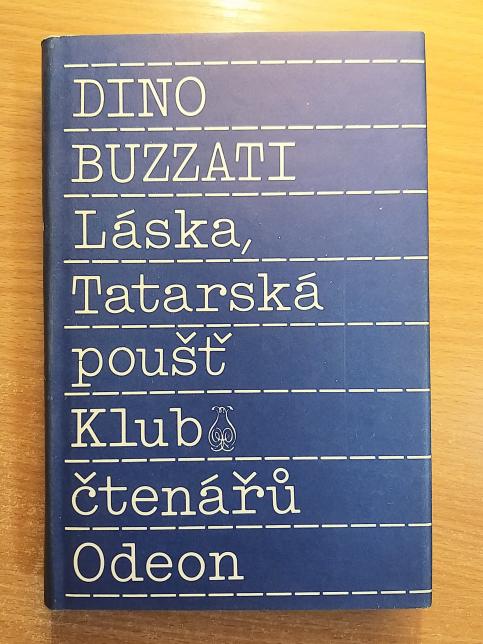 DINO
BUZZATI
Láska,
Tatarská
poušť
Klub
čtenářů
Odeon